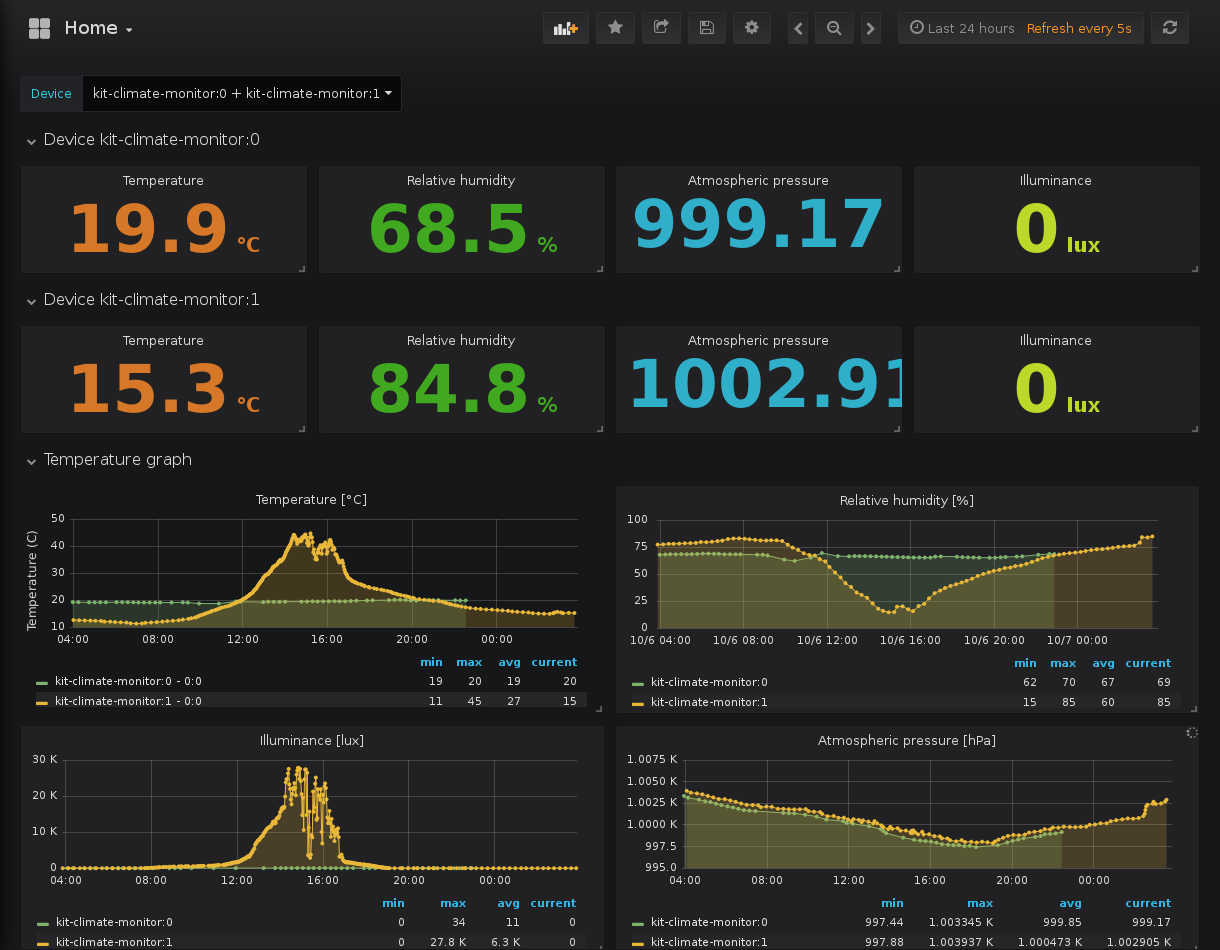 Home
Last 24 hours Refresh every 5s
Device kit-climate-monitor:0 + kit-climate-monitor:1
Device kit-climate-monitor:0
Temperature Relative humidity Atmospheric pressure Illuminance
19.9 °C 68.5 % 999.17 0 lux
Device kit-climate-monitor:1
Temperature Relative humidity Atmospheric pressure Illuminance
15.3 °C 84.8 % 1002.91 0 lux
Temperature graph
Temperature [°C]
Temperature (C)
50
40
30
20
10
04:00 08:00 12:00 16:00 20:00 00:00
min max avg current
kit-climate-monitor:0 - 0:0 19 20 19 20
kit-climate-monitor:1 - 0:0 11 45 27 15
Relative humidity [%]
100
75
50
25
0
10/6 04:00 10/6 08:00 10/6 12:00 10/6 16:00 10/6 20:00 10/7 00:00
min max avg current
kit-climate-monitor:0 62 70 67 69
kit-climate-monitor:1 15 85 60 85
Illuminance [lux]
30 K
20 K
10 K
0
04:00 08:00 12:00 16:00 20:00 00:00
min max avg current
kit-climate-monitor:0 0 34 11 0
kit-climate-monitor:1 0 27.8 K 6.3 K 0
Atmospheric pressure [hPa]
1.0075 K
1.0050 K
1.0025 K
1.0000 K
997.5
995.0
04:00 08:00 12:00 16:00 20:00 00:00
min max avg current
kit-climate-monitor:0 997.44 1.003345 K 999.85 999.17
kit-climate-monitor:1 997.88 1.003937 K 1.000473 K 1.002905 K